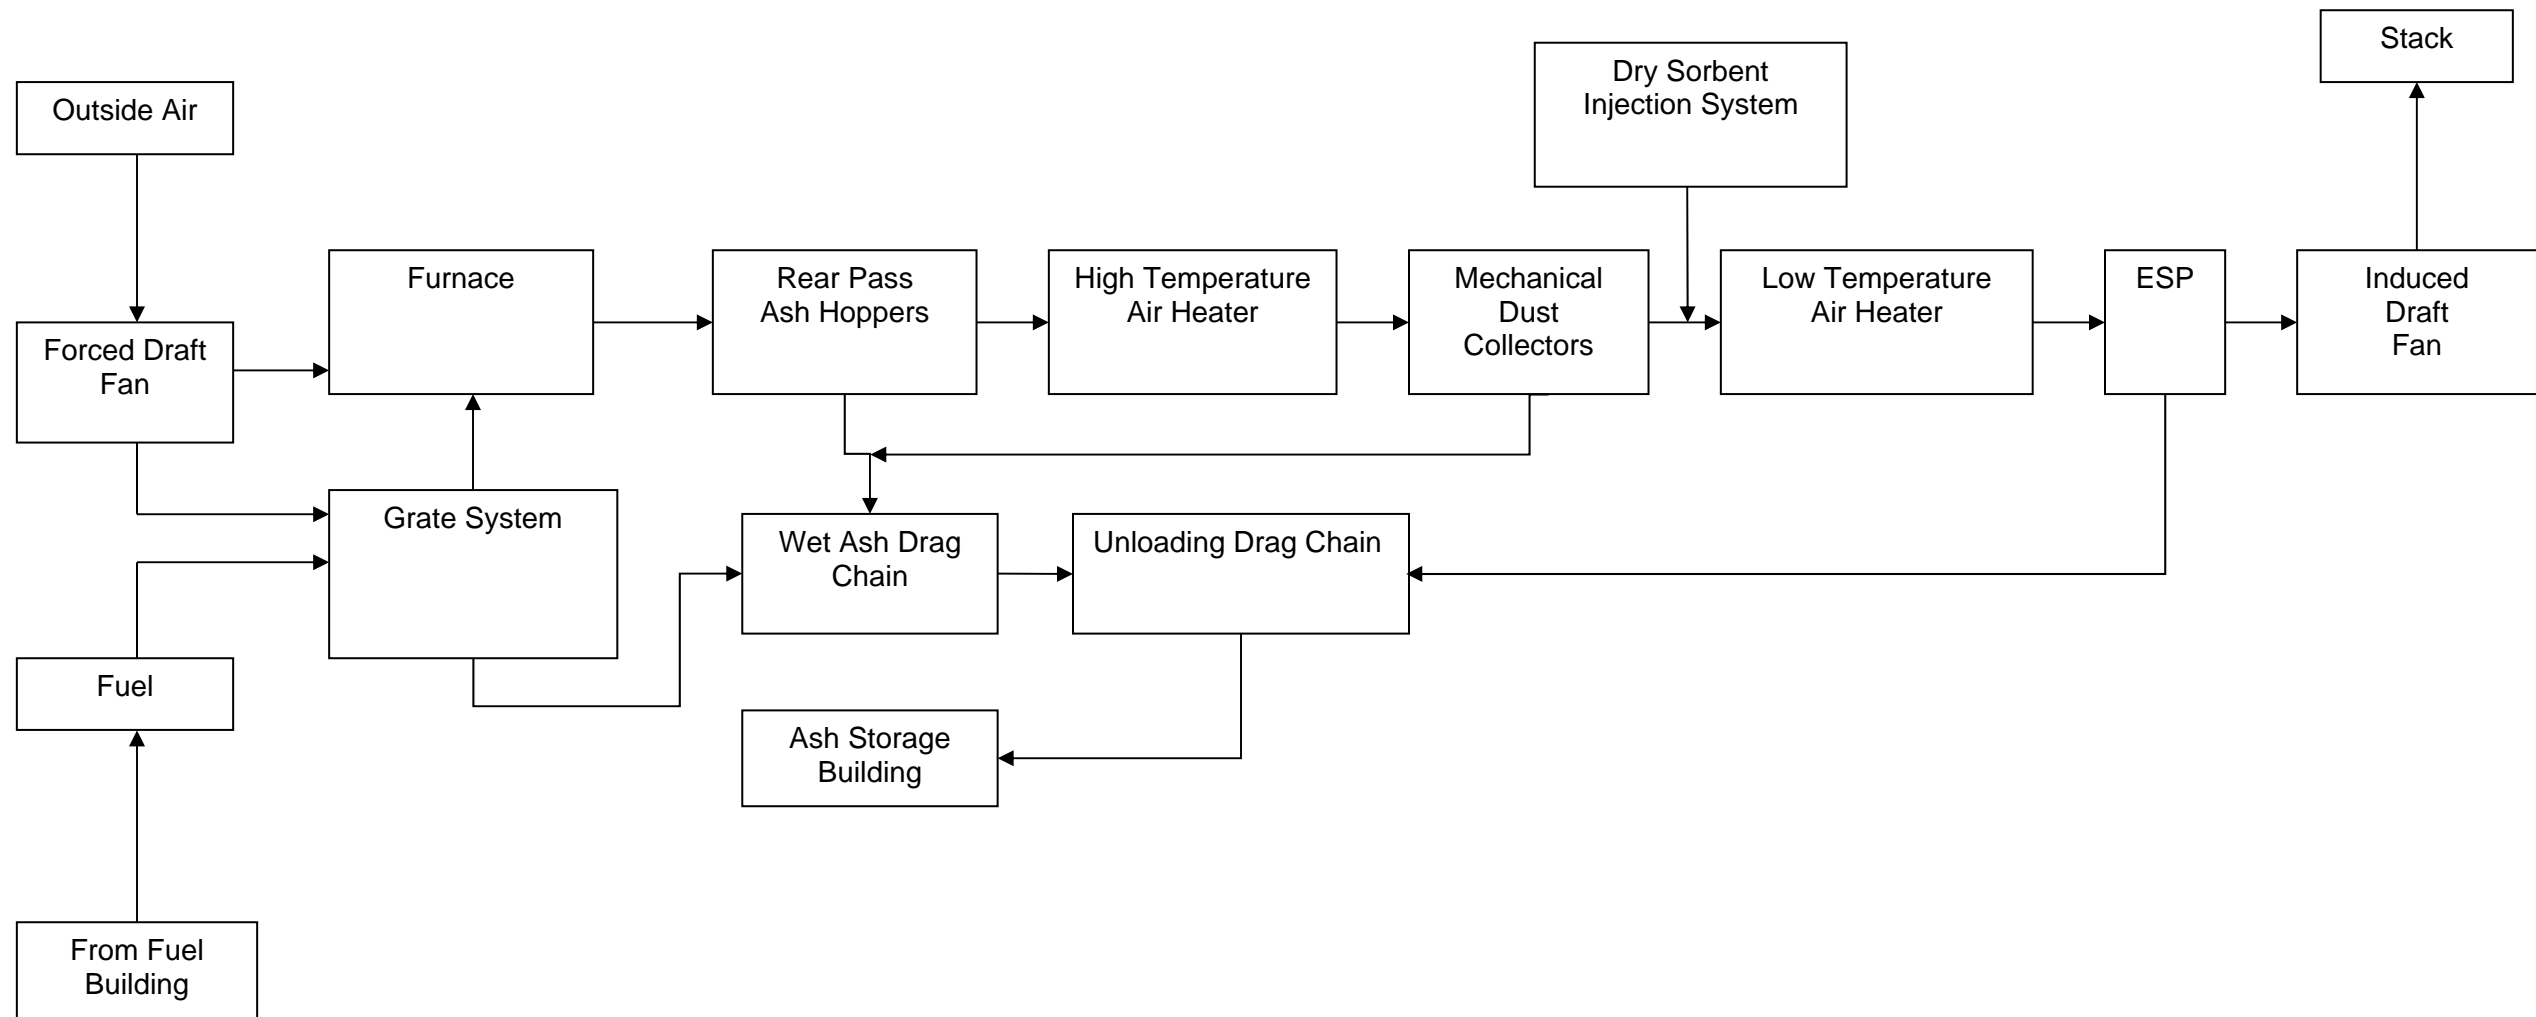 Stack
Dry Sorbent
Injection System
Outside Air
Furnace
Rear Pass
Ash Hoppers
High Temperature
Air Heater
Mechanical
Dust
Collectors
Low Temperature
Air Heater
ESP
Induced
Draft
Fan
Forced Draft
Fan
Grate System
Wet Ash Drag
Chain
Unloading Drag Chain
Fuel
Ash Storage
Building
From Fuel
Building